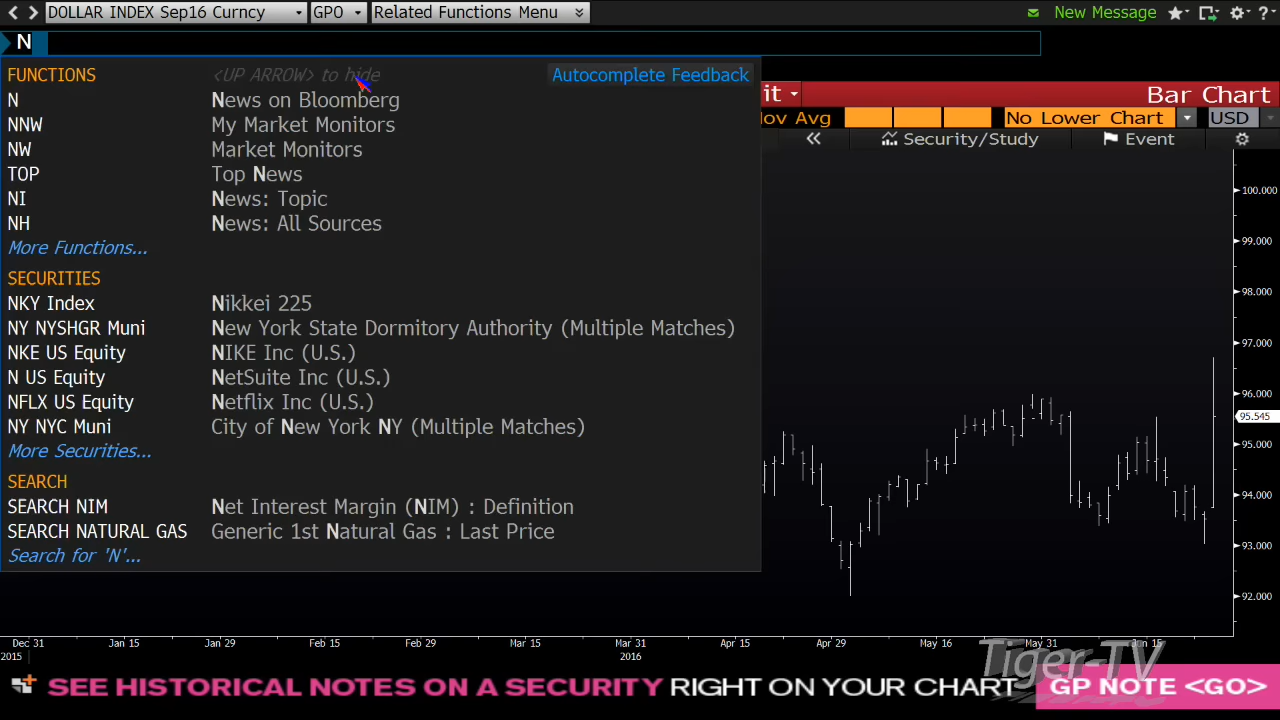 DOLLAR INDEX Sep16 Curncy GPO Related Functions Menu New Message ?
N
FUNCTIONS <UP ARROW> to hide Autocomplete Feedback
N News on Bloomberg
NNW My Market Monitors
NW Market Monitors
TOP Top News
NI News: Topic
NH News: All Sources
More Functions...
SECURITIES
NKY Index Nikkei 225
NY NYSHGR Muni New York State Dormitory Authority (Multiple Matches)
NKE US Equity NIKE Inc (U.S.)
N US Equity NetSuite Inc (U.S.)
NFLX US Equity Netflix Inc (U.S.)
NY NYC Muni City of New York NY (Multiple Matches)
More Securities...
SEARCH
SEARCH NIM Net Interest Margin (NIM) : Definition
SEARCH NATURAL GAS Generic 1st Natural Gas : Last Price
Search for 'N'...
it Bar Chart
ov Avg No Lower Chart USD
« Security/Study Event
100.000
99.000
98.000
97.000
96.000
95.545
95.000
94.000
93.000
92.000
Dec 31 Jan 15 Jan 29 Feb 15 Feb 29 Mar 15 Mar 31 Apr 15 Apr 29 May 16 May 31 Jun 15
2015 2016
Tiger-TV
SEE HISTORICAL NOTES ON A SECURITY RIGHT ON YOUR CHART GP NOTE <GO>